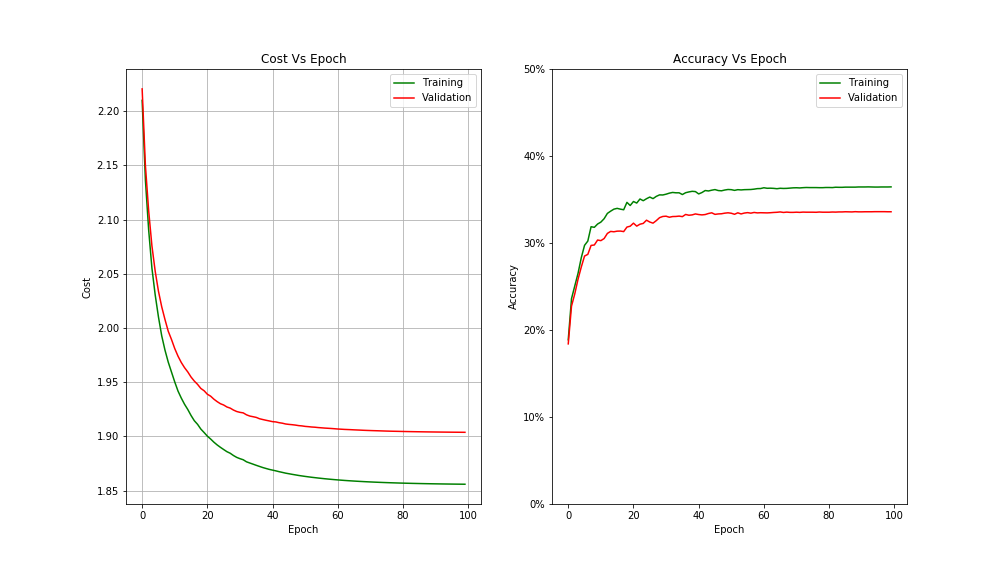 Cost Vs Epoch
Training
Validation
2.20
2.15
2.10
2.05
2.00
1.95
1.90
1.85
Cost
0
20
40
60
80
100
Epoch
Accuracy Vs Epoch
Training
Validation
50%
40%
30%
20%
10%
0%
Accuracy
0
20
40
60
80
100
Epoch